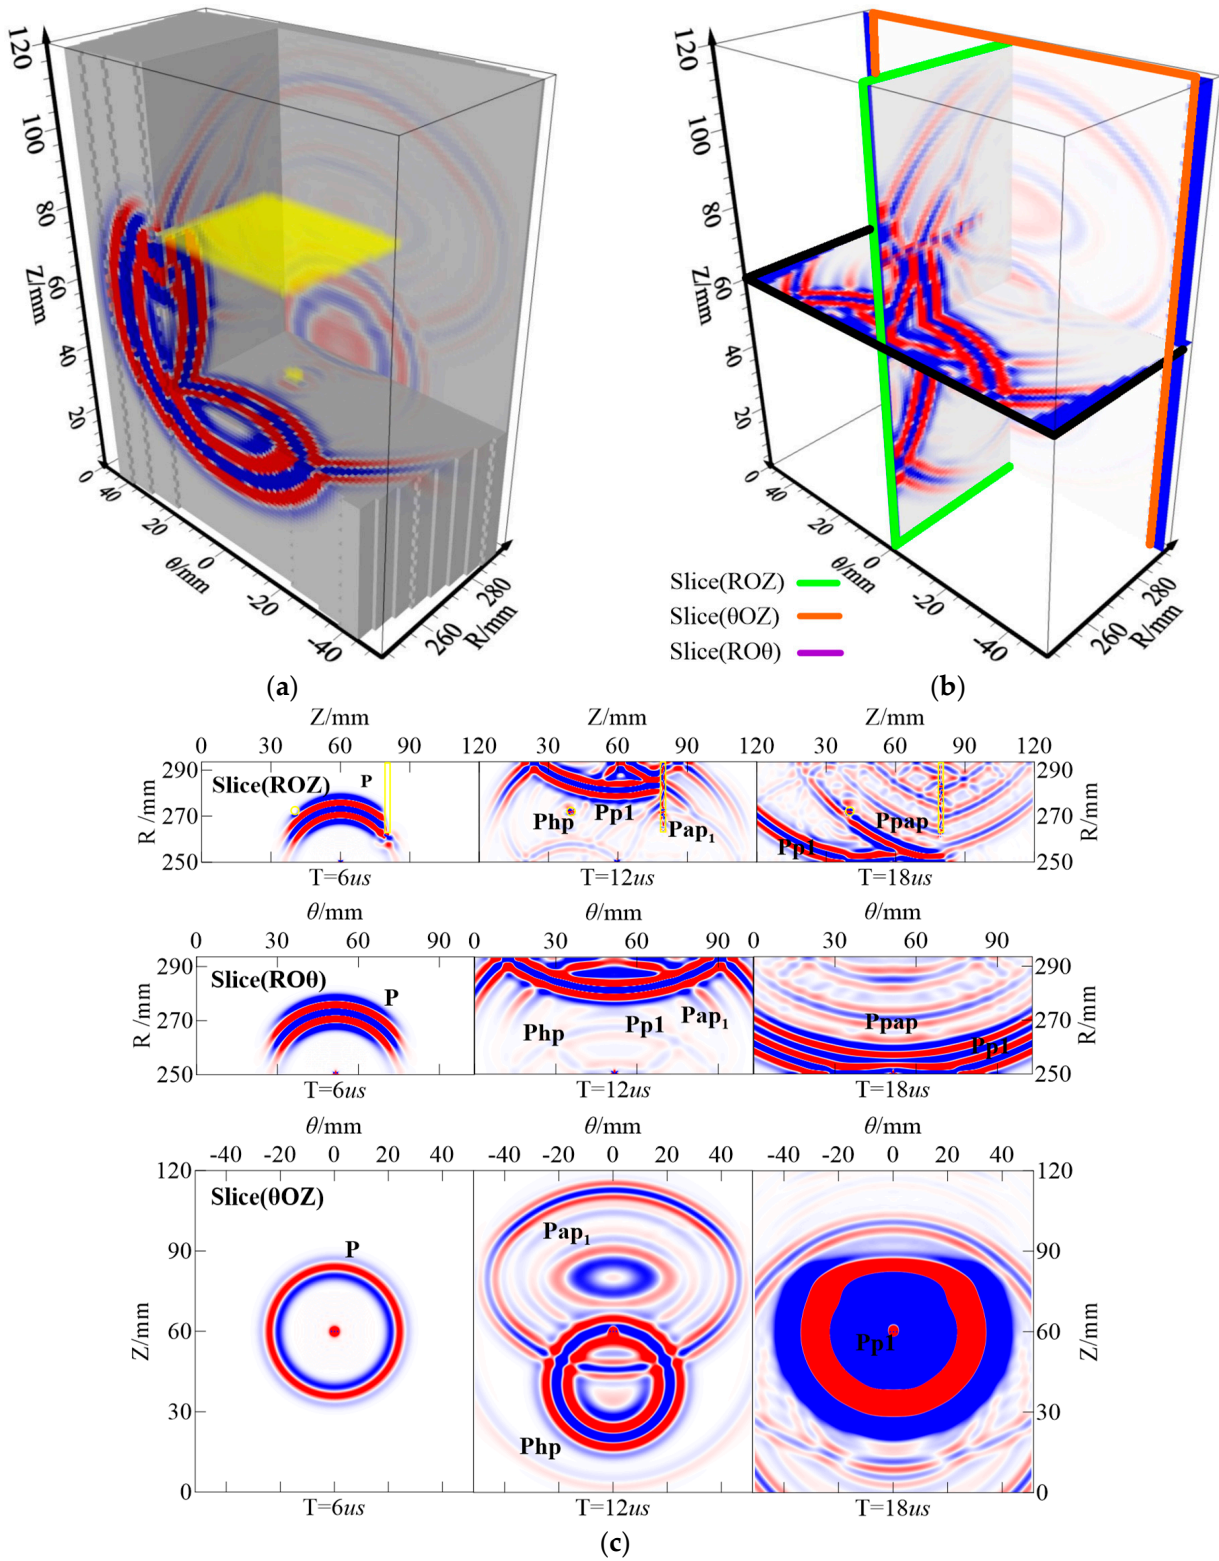 120
100
80
60
40
20
0
Z/mm
40
20
0
-20
-40
θ/mm
260
280
R/mm
(a)
120
100
80
60
40
20
0
Z/mm
40
20
0
-20
-40
θ/mm
260
280
R/mm
Slice(ROZ)
Slice(θOZ)
Slice(ROθ)
(b)
Z/mm Z/mm Z/mm
0 30 60 90 120 30 60 90 120 30 60 90 120
290 Slice(ROZ) P 290
270 Php Pp1 Pap1 Ppap 270
250 Pp1 250
R /mm R/mm
T=6us T=12us T=18us
θ/mm θ/mm θ/mm
0 30 60 90 0 30 60 90 0 30 60 90
290 Slice(ROθ) P 290
270 Php Pp1 Pap1 Ppap Pp1 270
250 250
R /mm R/mm
T=6us T=12us T=18us
θ/mm θ/mm θ/mm
-40 -20 0 20 40 -40 -20 0 20 40 -40 -20 0 20 40
120 Slice(θOZ) 120
90 P Pap1 90
60 Pp1 60
30 Php 30
0 0
Z/mm Z/mm
T=6us T=12us T=18us
(c)